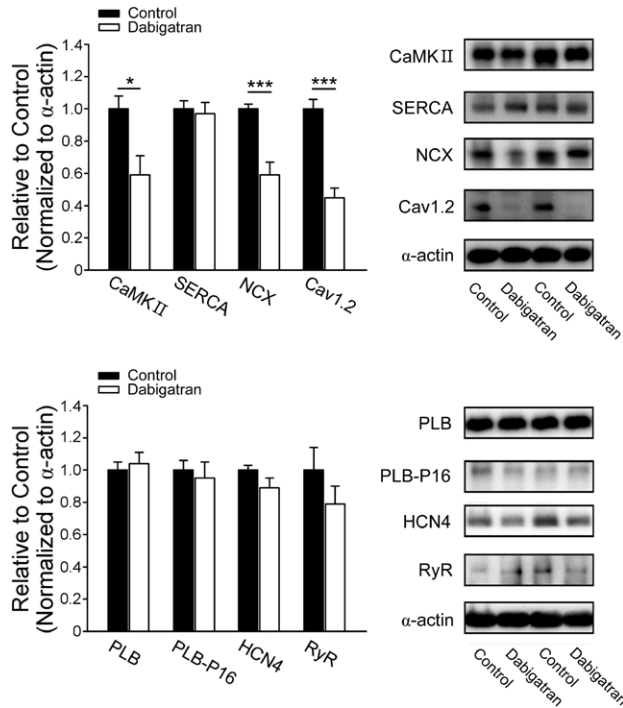 Control
Dabigatran
Relative to Control
(Normalized to α-actin)
1.4
1.2
1.0
0.8
0.6
0.4
0.2
0
*
***
***
CaMKⅡ
SERCA
NCX
Cav1.2
CaMKⅡ
SERCA
NCX
Cav1.2
α-actin
Control
Dabigatran
Control
Dabigatran
Control
Dabigatran
Relative to Control
(Normalized to α-actin)
1.4
1.2
1.0
0.8
0.6
0.4
0.2
0
PLB
PLB-P16
HCN4
RyR
PLB
PLB-P16
HCN4
RyR
α-actin
Control
Dabigatran
Control
Dabigatran